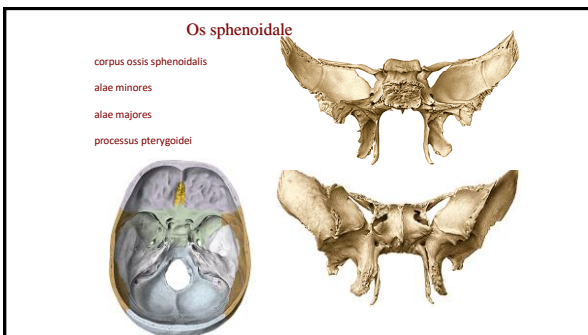 Os sphenoidale
corpus ossis sphenoidalis
alae minores
alae majores
processus pterygoidei